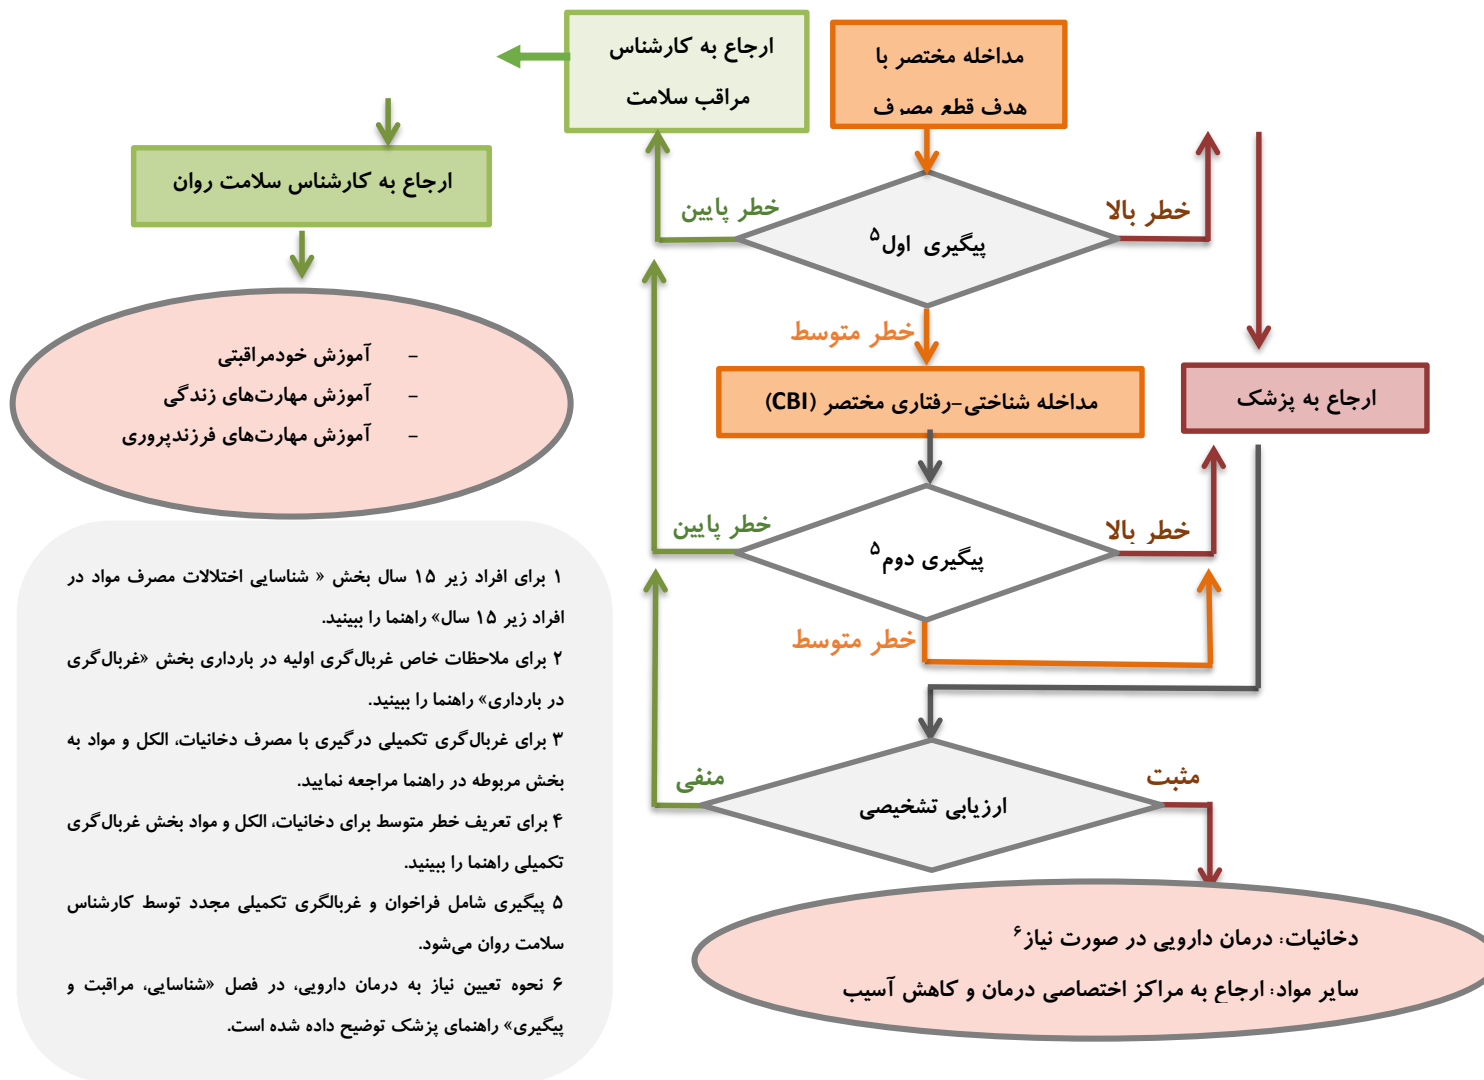 مداخله مختصر با
هدف قطع مصرف
ارجاع به کارشناس
مراقب سلامت
ارجاع به کارشناس سلامت روان
خطر بالا
خطر پایین
پیگیری اول۵
خطر متوسط
- آموزش خودمراقبتی
- آموزش مهارت‌های زندگی
- آموزش مهارت‌های فرزندپروری
ارجاع به پزشک
مداخله شناختی-رفتاری مختصر (CBI)
خطر بالا
خطر پایین
پیگیری دوم۵
خطر متوسط
مثبت
منفی
ارزیابی تشخیصی
دخانیات: درمان دارویی در صورت نیاز۶
سایر مواد: ارجاع به مراکز اختصاصی درمان و کاهش آسیب
۱ برای افراد زیر ۱۵ سال بخش « شناسایی اختلالات مصرف مواد در
افراد زیر ۱۵ سال» راهنما را ببینید.
۲ برای ملاحظات خاص غربال‌گری اولیه در بارداری بخش «غربال‌گری
در بارداری» راهنما را ببینید.
۳ برای غربال‌گری تکمیلی درگیری با مصرف دخانیات، الکل و مواد به
بخش مربوطه در راهنما مراجعه نمایید.
۴ برای تعریف خطر متوسط برای دخانیات، الکل و مواد بخش غربال‌گری
تکمیلی راهنما را ببینید.
۵ پیگیری شامل فراخوان و غربالگری تکمیلی مجدد توسط کارشناس
سلامت روان می‌شود.
۶ نحوه تعیین نیاز به درمان دارویی، در فصل «شناسایی، مراقبت و
پیگیری» راهنمای پزشک توضیح داده شده است.